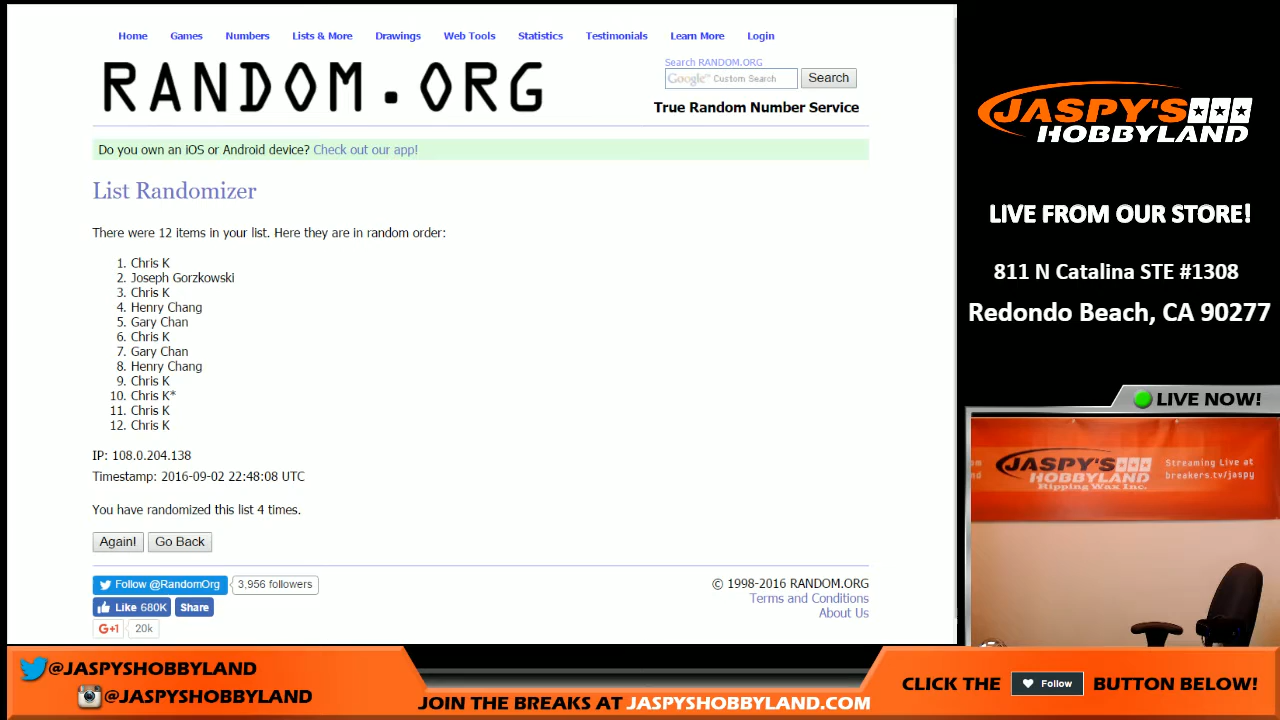 Home Games Numbers Lists & More Drawings Web Tools Statistics Testimonials Learn More Login
RANDOM.ORG
Search RANDOM.ORG
Google™ Custom Search Search
True Random Number Service
Do you own an iOS or Android device? Check out our app!
List Randomizer
There were 12 items in your list. Here they are in random order:
1. Chris K
2. Joseph Gorzkowski
3. Chris K
4. Henry Chang
5. Gary Chan
6. Chris K
7. Gary Chan
8. Henry Chang
9. Chris K
10. Chris K*
11. Chris K
12. Chris K
IP: 108.0.204.138
Timestamp: 2016-09-02 22:48:08 UTC
You have randomized this list 4 times.
Again! Go Back
Follow @RandomOrg 3,956 followers
Like 680K Share
G+1 20k
© 1998-2016 RANDOM.ORG
Terms and Conditions
About Us
JASPY'S
HOBBYLAND
LIVE FROM OUR STORE!
811 N Catalina STE #1308
Redondo Beach, CA 90277
LIVE NOW!
JASPY'S
HOBBYLAND
Ripping Wax Inc.
Streaming Live at
breakers.tv/jaspy
@JASPYSHOBBYLAND
@JASPYSHOBBYLAND
JOIN THE BREAKS AT JASPYSHOBBYLAND.COM
CLICK THE Follow BUTTON BELOW!